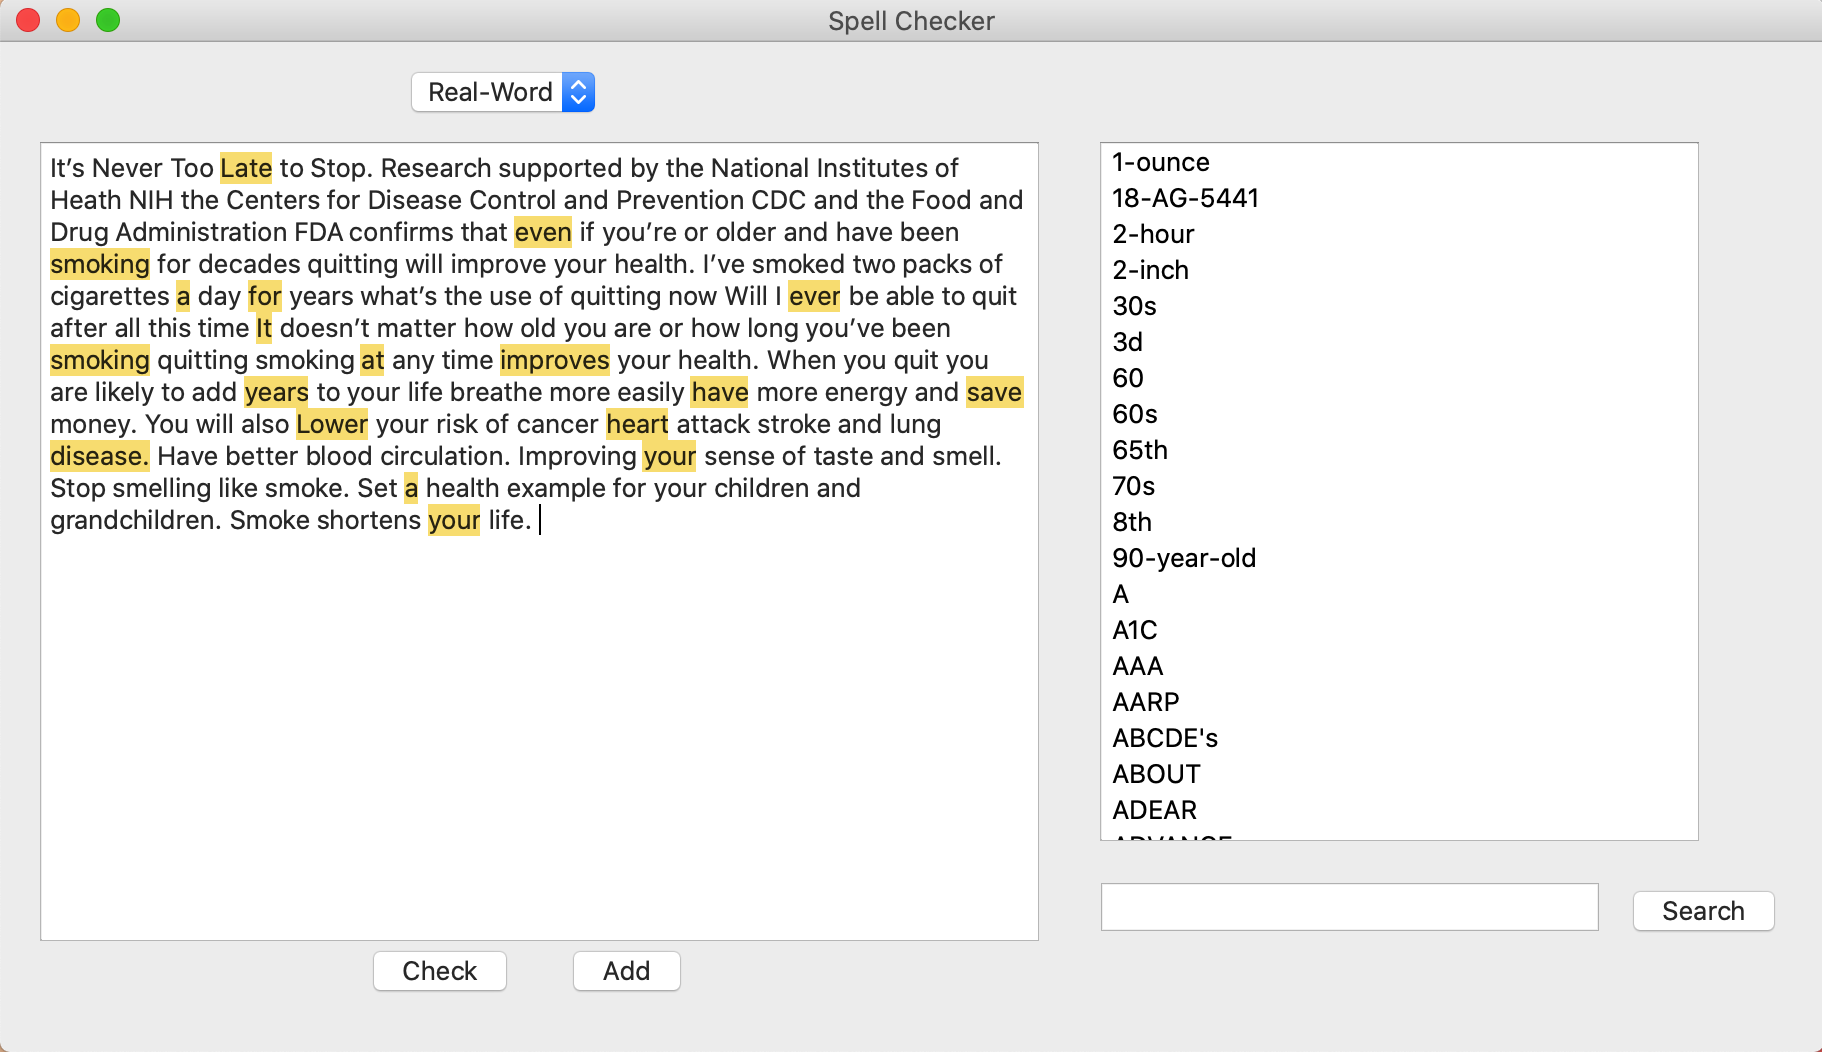 Spell Checker
Real-Word
It’s Never Too Late to Stop. Research supported by the National Institutes of
Heath NIH the Centers for Disease Control and Prevention CDC and the Food and
Drug Administration FDA confirms that even if you’re or older and have been
smoking for decades quitting will improve your health. I’ve smoked two packs of
cigarettes a day for years what’s the use of quitting now Will I ever be able to quit
after all this time It doesn’t matter how old you are or how long you’ve been
smoking quitting smoking at any time improves your health. When you quit you
are likely to add years to your life breathe more easily have more energy and save
money. You will also Lower your risk of cancer heart attack stroke and lung
disease. Have better blood circulation. Improving your sense of taste and smell.
Stop smelling like smoke. Set a health example for your children and
grandchildren. Smoke shortens your life.
1-ounce
18-AG-5441
2-hour
2-inch
30s
3d
60
60s
65th
70s
8th
90-year-old
A
A1C
AAA
AARP
ABCDE's
ABOUT
ADEAR
ADVANCE
Search
Check
Add